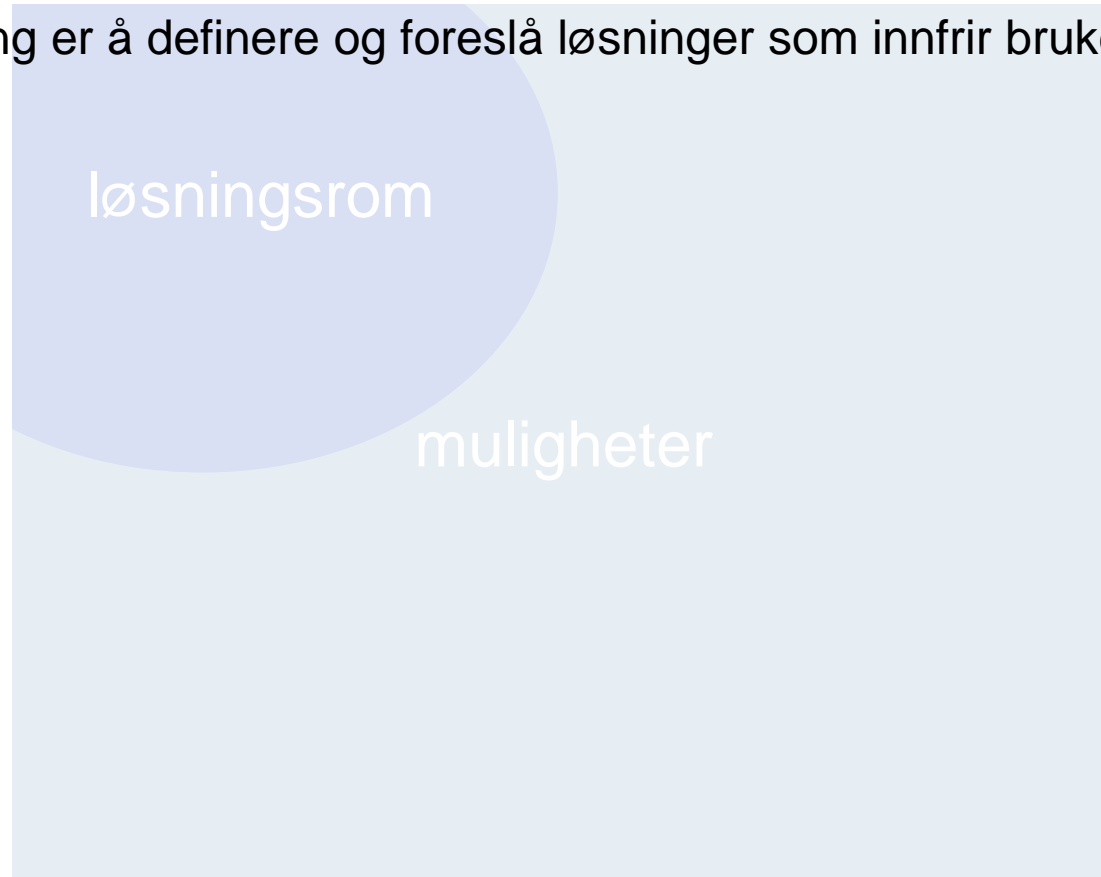 ng er å definere og foreslå løsninger som innfrir bruk
løsningsrom
muligheter